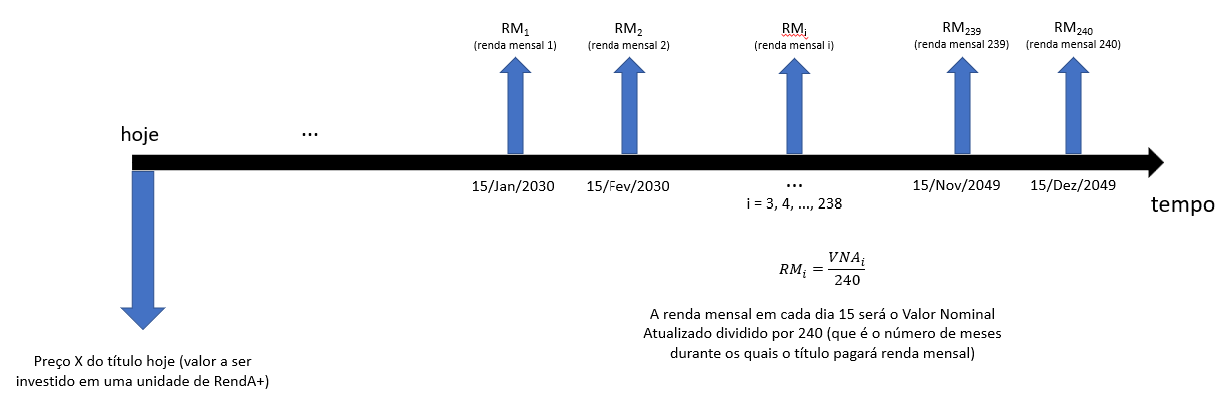 RM1
(renda mensal 1)
RM2
(renda mensal 2)
RMi
(renda mensal i)
RM239
(renda mensal 239)
RM240
(renda mensal 240)
hoje
...
15/Jan/2030
15/Fev/2030
...
i = 3, 4, ..., 238
15/Nov/2049
15/Dez/2049
tempo
RMi = VNAi / 240
A renda mensal em cada dia 15 será o Valor Nominal
Atualizado dividido por 240 (que é o número de meses
durante os quais o título pagará renda mensal)
Preço X do título hoje (valor a ser
investido em uma unidade de RendA+)